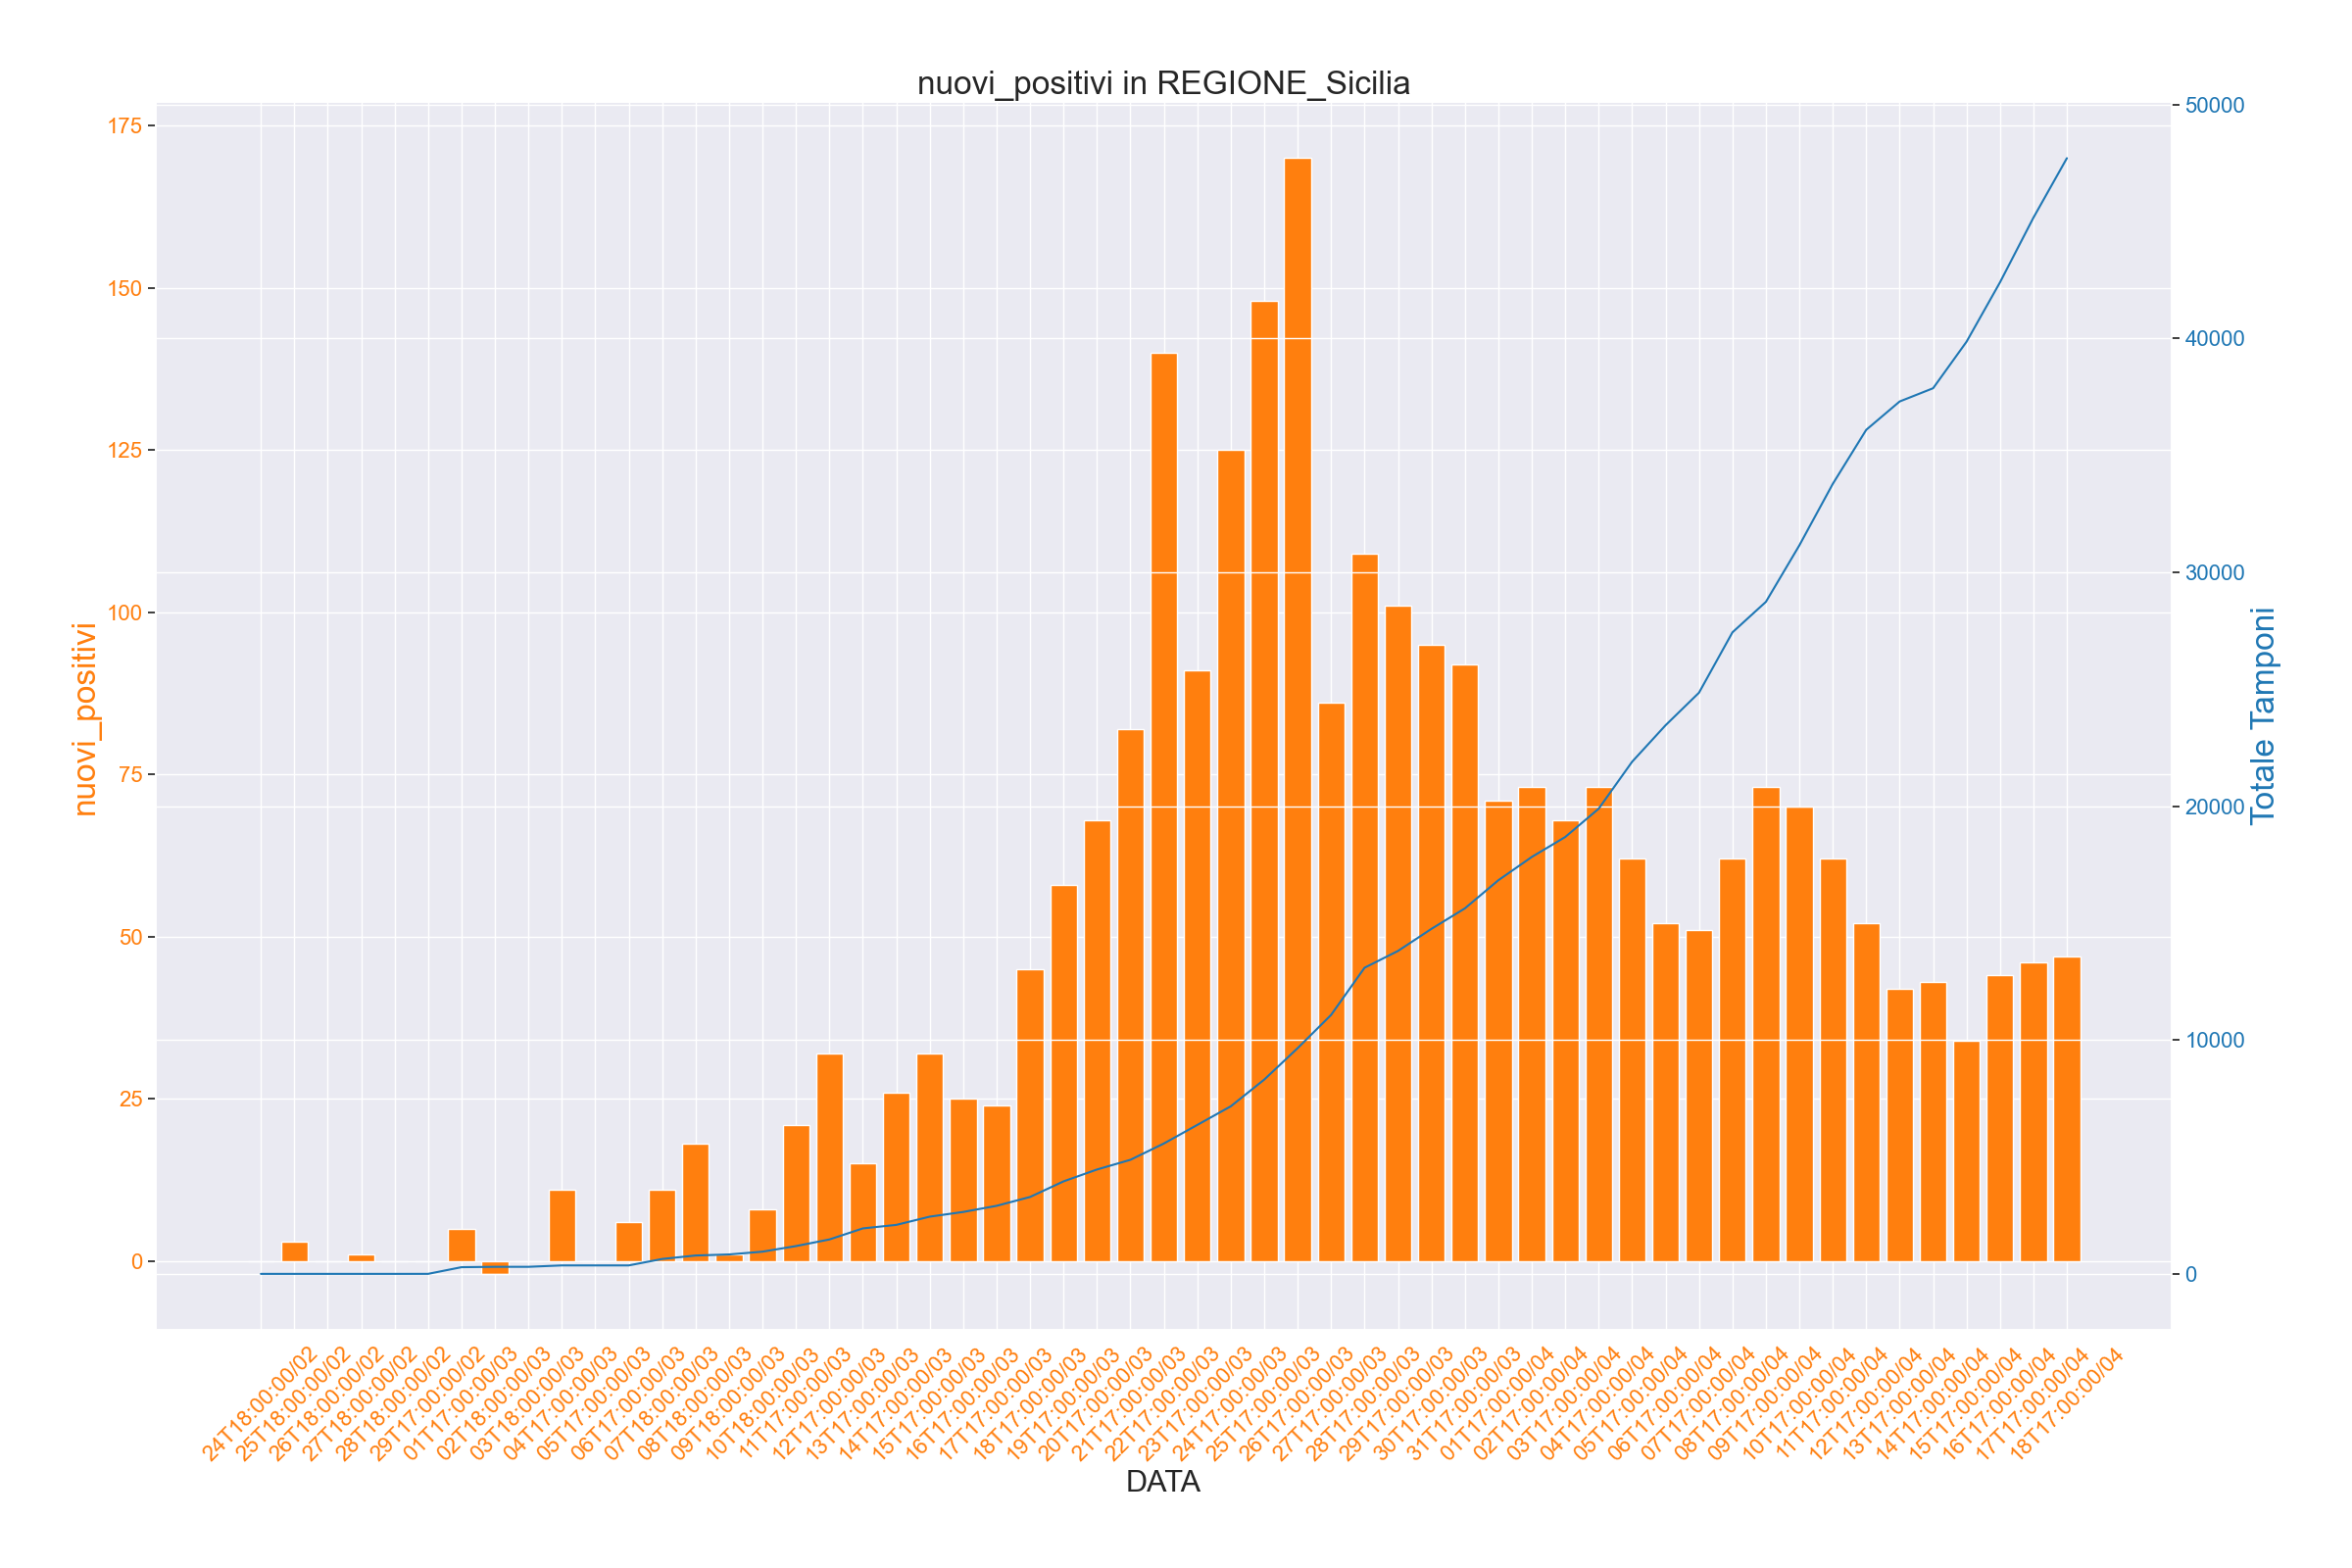 nuovi_positivi in REGIONE_Sicilia
175
150
125
100
75
50
25
0
nuovi_positivi
50000
40000
30000
20000
10000
0
Totale Tamponi
24T18:00:00/02
25T18:00:00/02
26T18:00:00/02
27T18:00:00/02
28T18:00:00/02
29T17:00:00/02
01T17:00:00/03
02T18:00:00/03
03T18:00:00/03
04T17:00:00/03
05T17:00:00/03
06T17:00:00/03
07T18:00:00/03
08T18:00:00/03
09T18:00:00/03
10T18:00:00/03
11T17:00:00/03
12T17:00:00/03
13T17:00:00/03
14T17:00:00/03
15T17:00:00/03
16T17:00:00/03
17T17:00:00/03
18T17:00:00/03
19T17:00:00/03
20T17:00:00/03
21T17:00:00/03
22T17:00:00/03
23T17:00:00/03
24T17:00:00/03
25T17:00:00/03
26T17:00:00/03
27T17:00:00/03
28T17:00:00/03
29T17:00:00/03
30T17:00:00/03
31T17:00:00/03
01T17:00:00/04
02T17:00:00/04
03T17:00:00/04
04T17:00:00/04
05T17:00:00/04
06T17:00:00/04
07T17:00:00/04
08T17:00:00/04
09T17:00:00/04
10T17:00:00/04
11T17:00:00/04
12T17:00:00/04
13T17:00:00/04
14T17:00:00/04
15T17:00:00/04
16T17:00:00/04
17T17:00:00/04
18T17:00:00/04
DATA